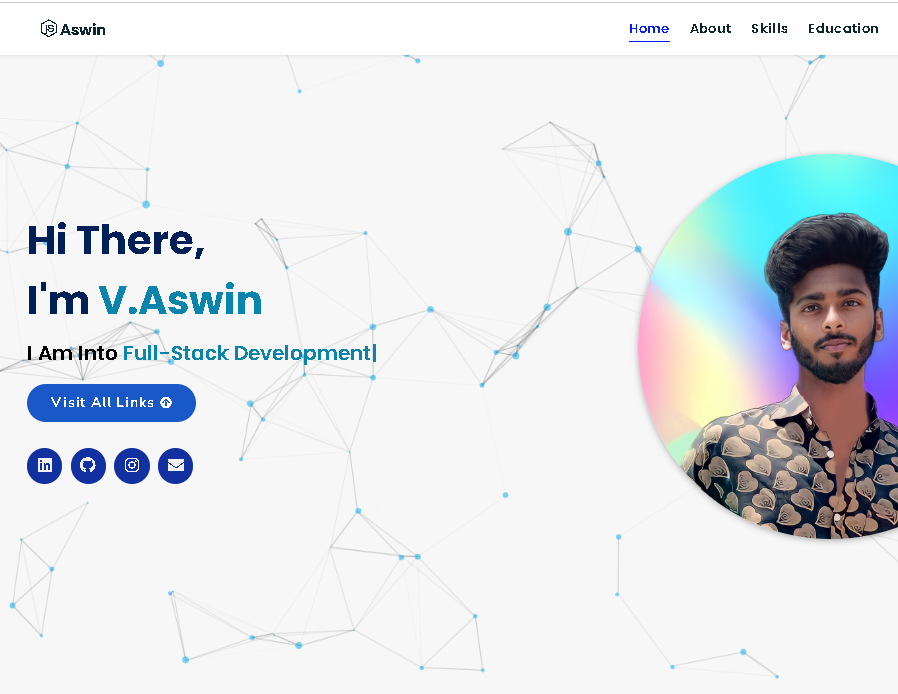 Aswin
Home About Skills Education
Hi There,
I'm V.Aswin
I Am Into Full-Stack Development|
Visit All Links